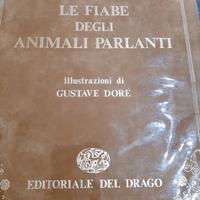 LE FIABE
DEGLI
ANIMALI PARLANTI
illustrazioni di
GUSTAVE DORÉ
EDITORIALE DEL DRAGO